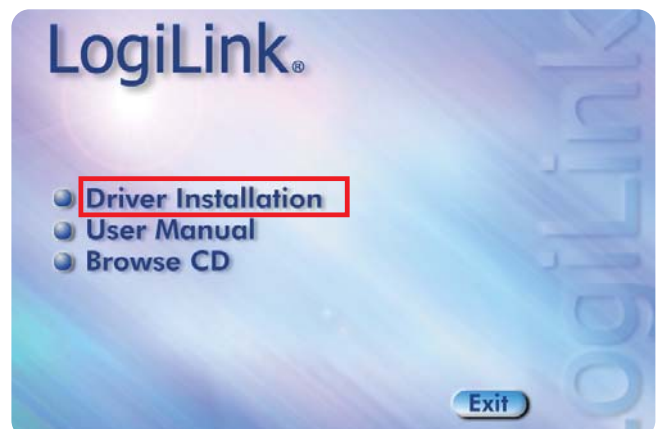 LogiLink®
Driver Installation
User Manual
Browse CD
Exit
LogiLink